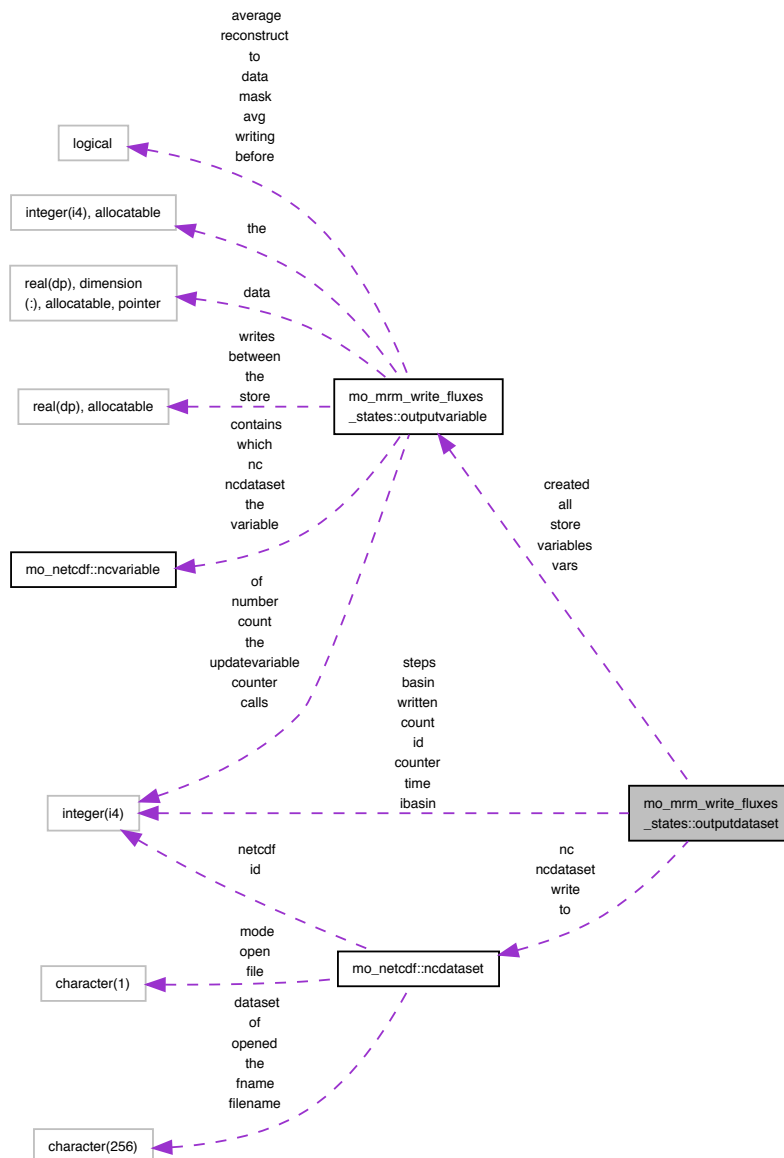 average
reconstruct
to
data
mask
avg
writing
before
logical
integer(i4), allocatable
the
real(dp), dimension
(:), allocatable, pointer
data
writes
between
the
store
real(dp), allocatable
mo_mrm_write_fluxes
_states::outputvariable
contains
which
nc
ncdataset
the
variable
created
all
store
variables
vars
mo_netcdf::ncvariable
of
number
count
the
updatevariable
counter
calls
steps
basin
written
count
id
counter
time
ibasin
integer(i4)
mo_mrm_write_fluxes
_states::outputdataset
netcdf
id
nc
ncdataset
write
to
mode
open
file
mo_netcdf::ncdataset
character(1)
dataset
of
opened
the
fname
filename
character(256)